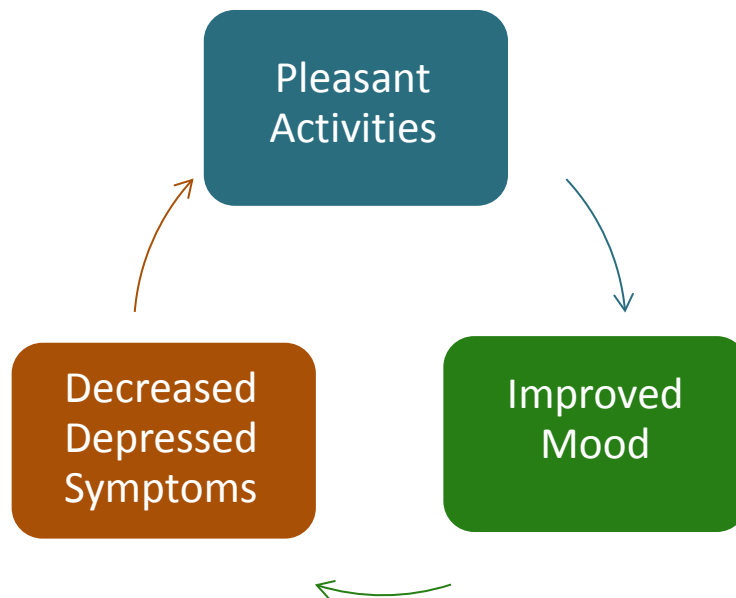 Pleasant
Activities
Improved
Mood
Decreased
Depressed
Symptoms